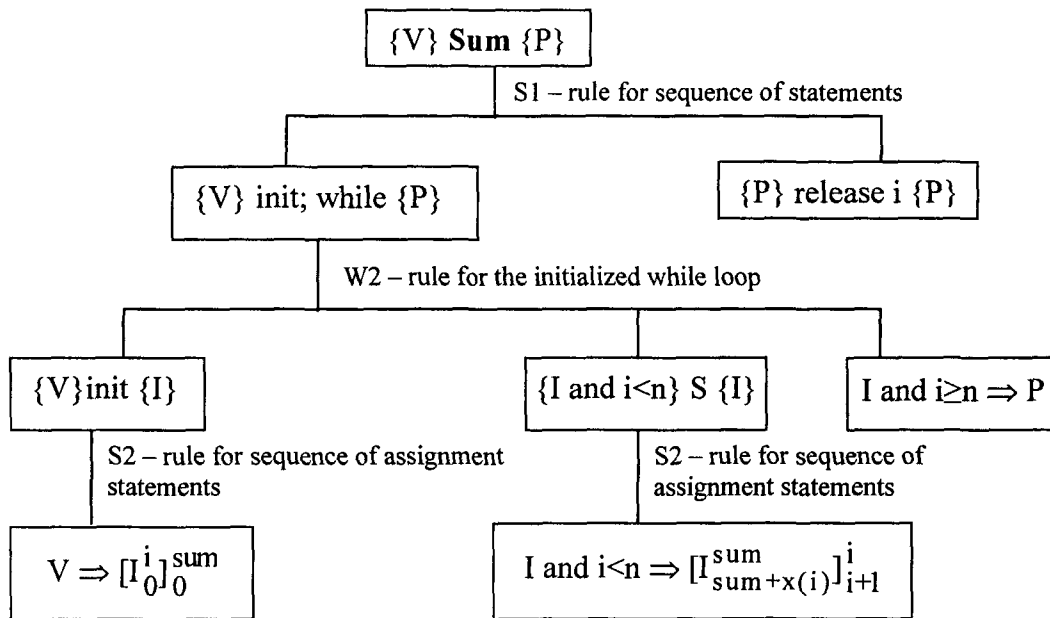 {V} Sum {P}
S1 – rule for sequence of statements
{V} init; while {P}
{P} release i {P}
W2 – rule for the initialized while loop
{V}init {I}
{I and i<n} S {I}
I and i≥n ⇒ P
S2 – rule for sequence of assignment
statements
S2 – rule for sequence of
assignment statements
V ⇒ [I^i_0]^sum_0
I and i<n ⇒ [I^sum_sum+x(i)]^i_i+1